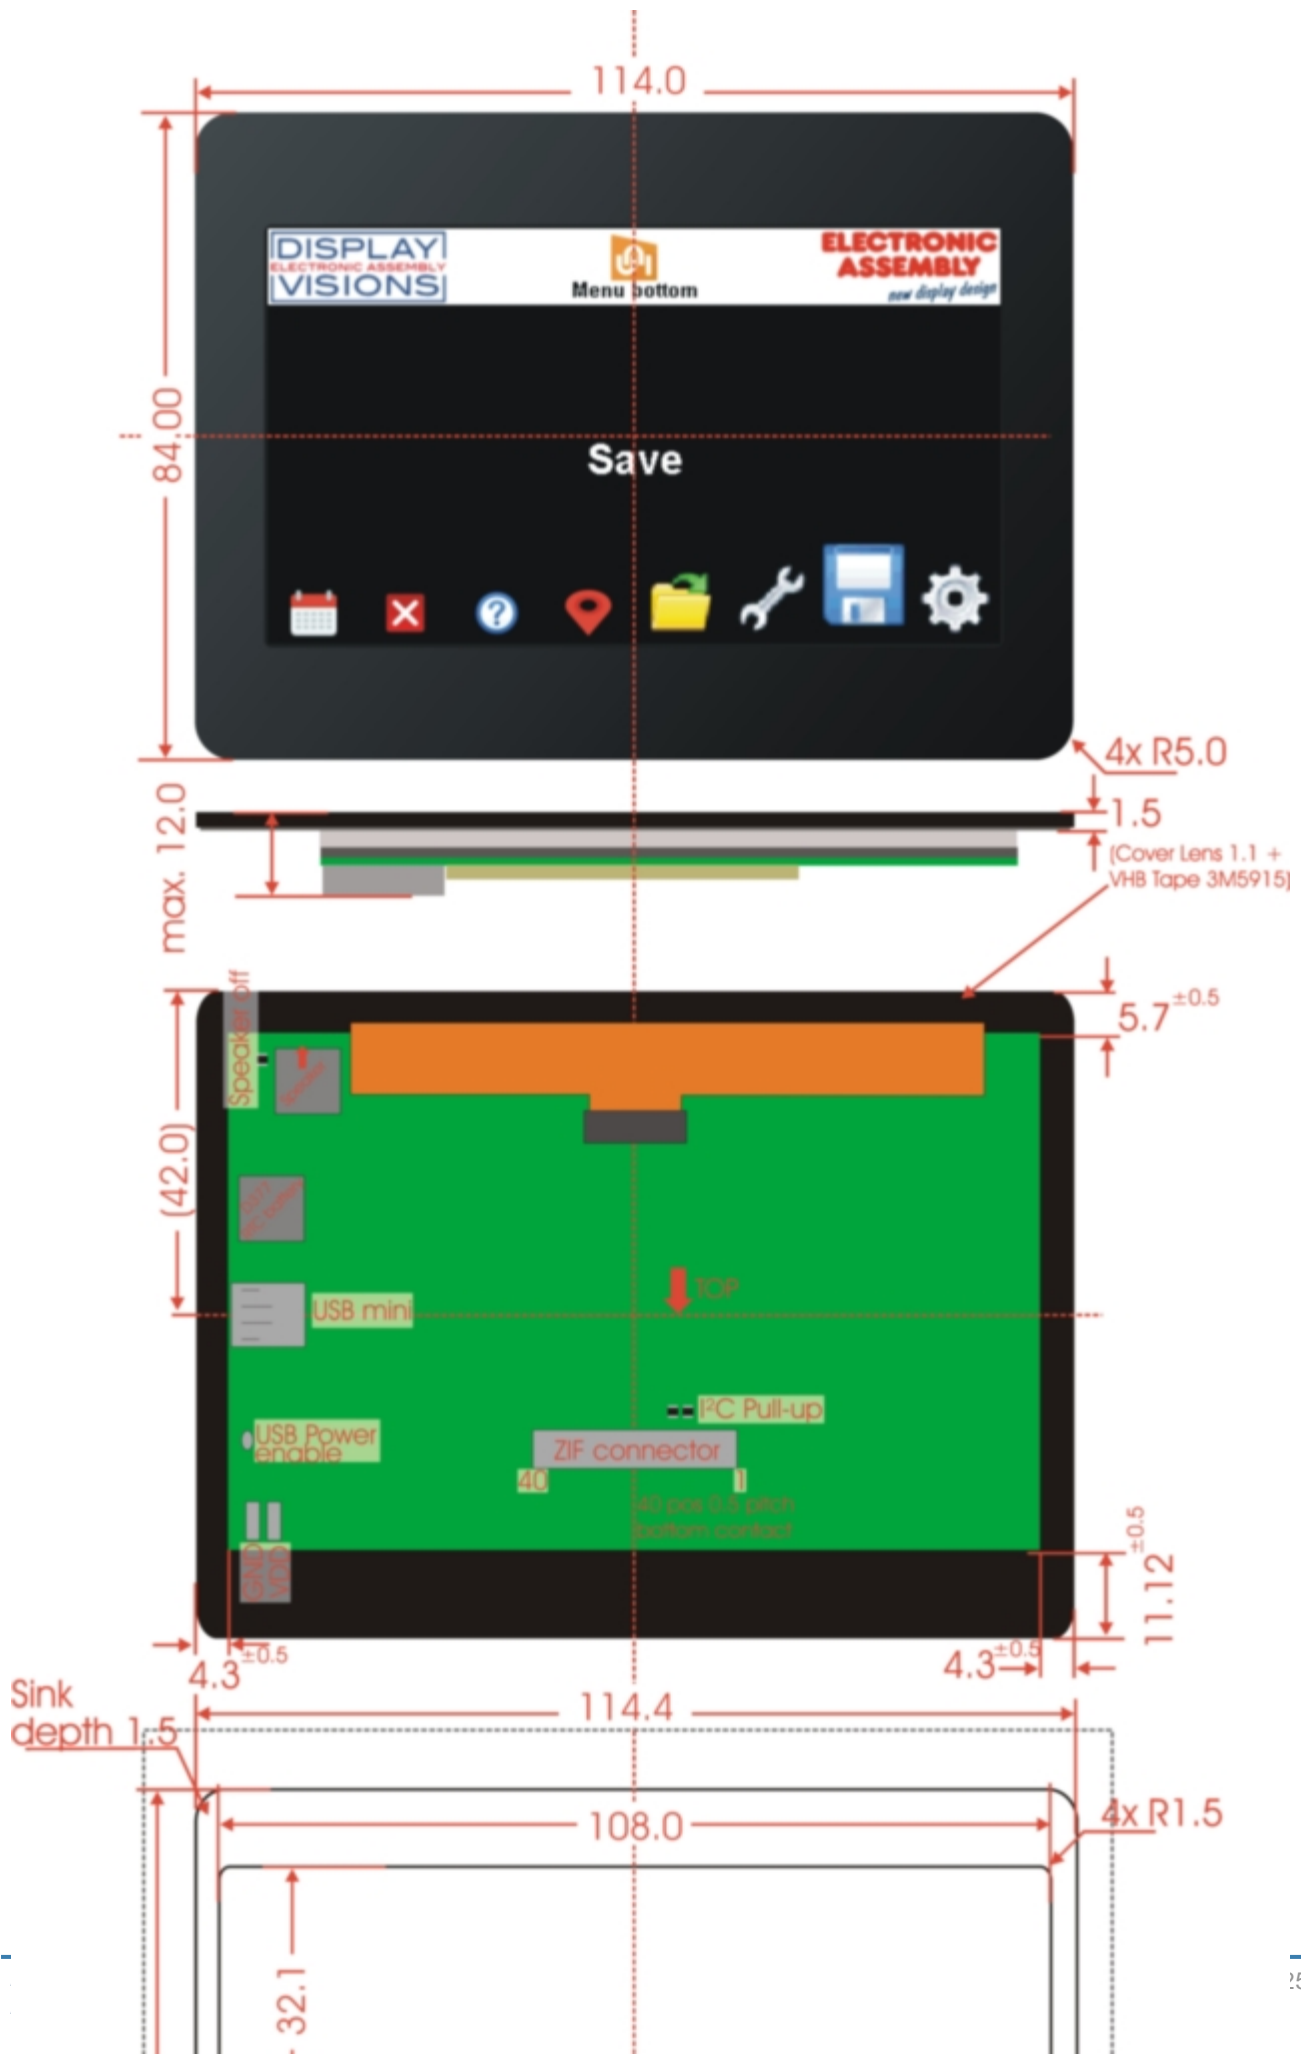 114.0
DISPLAY
ELECTRONIC ASSEMBLY
VISIONS
Menu bottom
ELECTRONIC
ASSEMBLY
new display design
84.00
Save
4x R5.0
max. 12.0
1.5
(Cover Lens 1.1 +
VHB Tape 3M5915)
Speaker off
Speaker
5.7 ±0.5
(42.0)
TOP
USB mini
I²C Pull-up
USB Power
enable
ZIF connector
40
1
40 pos 0.5 pitch
bottom contact
GND
VDD
11.12 ±0.5
4.3 ±0.5
4.3 ±0.5
Sink
depth 1.5
114.4
108.0
4x R1.5
32.1